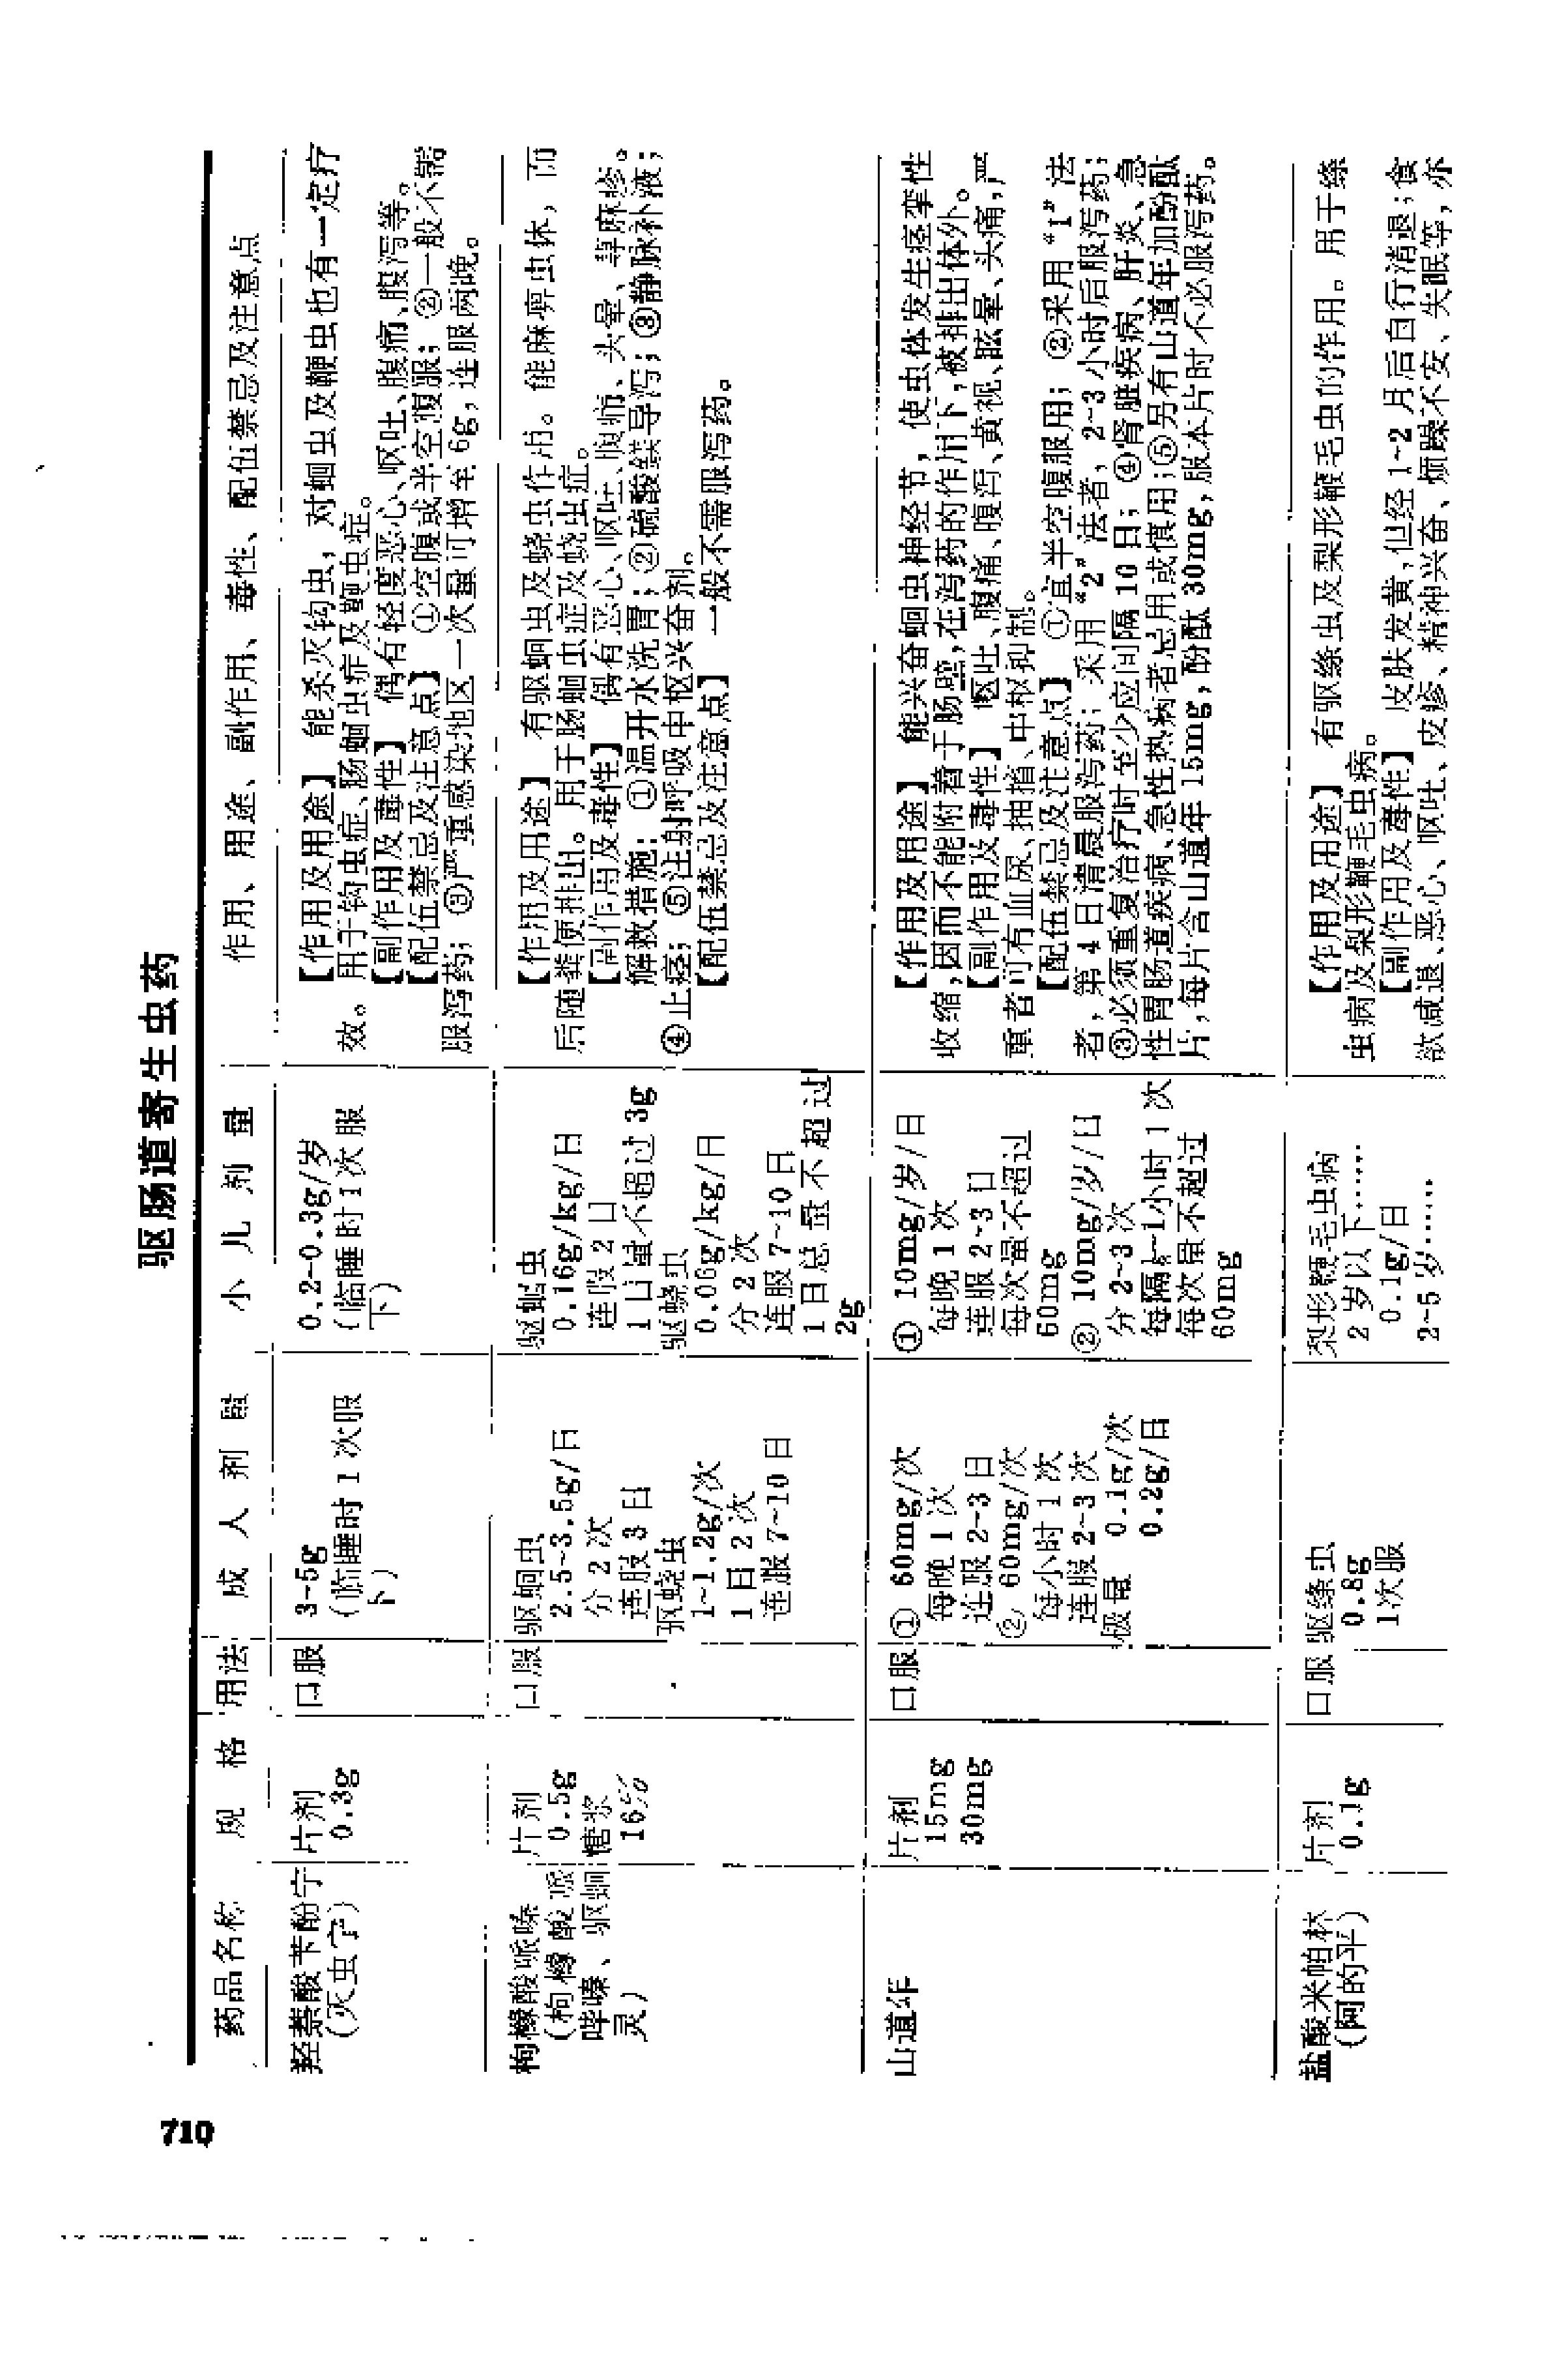 驱肠道寄生虫药
药品名称 规格 用法 成人剂量 小儿剂量 作用、用途、副作用、毒性、配伍禁忌及注意点
羟萘酸苄酚宁
(灭虫宁)
片剂
0.3g
口服
3~5g
(临睡时1次服
下)
0.2~0.3g/岁
(临睡时1次服
下)
【作用及用途】 能杀灭钩虫,对蛔虫及鞭虫也有一定疗
效。用于钩虫症、肠蛔虫症及鞭虫症。
【副作用及毒性】 偶有轻度恶心、呕吐、腹痛、腹泻等。
【配伍禁忌及注意点】 ①空腹或半空腹服;②一般不需
服泻药;③严重感染地区一次量可增至6g,连服两晚。
枸橼酸哌嗪
(枸橼酸哌
哔嗪、驱蛔
灵)
片剂
0.5g
糖浆
16%
口服
驱蛔虫
2.5~3.5g/日
分2次
连服3日
驱蛲虫
1~1.2g/次
1日2次
连服7~10日
驱蛔虫
0.16g/kg/日
连服2日
1日量不超过3g
驱蛲虫
0.06g/kg/日
分2次
连服7~10日
1日总量不超过
2g
【作用及用途】 有驱蛔虫及蛲虫作用。能麻痹虫体,而
后随粪便排出。用于肠蛔虫症及蛲虫症。
【副作用及毒性】 偶有恶心、呕吐、腹痛、头晕、荨麻疹。
解救措施:①温开水洗胃;②硫酸镁导泻;③静脉补液;
④止痉;⑤注射呼吸中枢兴奋剂。
【配伍禁忌及注意点】 一般不需服泻药。
山道年
片剂
15mg
30mg
口服
① 60mg/次
每晚1次
连服2~3日
② 60mg/次
每小时1次
连服2~3次
极量 0.1g/次
0.2g/日
① 10mg/岁/日
每晚1次
连服2~3日
每次量不超过
60mg
② 10mg/岁/日
分2~3次
每隔~1小时1次
每次量不超过
60mg
【作用及用途】 能兴奋蛔虫神经节,使虫体发生痉挛性
收缩,因而不能附着于肠壁,在泻药的作用下,被排出体外。
【副作用及毒性】 呕吐、腹痛、腹泻、黄视、眩晕、头痛,严
重者可有血尿、抽搐、中枢抑制。
【配伍禁忌及注意点】 ①宜半空腹服用;②采用“1”法
者,第4日清晨服泻药;采用“2”法者,2~3小时后服泻药;
③必须重复治疗时至少应间隔10日;④肾脏疾病、肝炎、急
性胃肠道疾病、急性热病者忌用或慎用;⑤另有山道年加酚酞
片,每片含山道年15mg,酚酞30mg,服本片时不必服泻药。
盐酸米帕林
(阿的平)
片剂
0.1g
口服
驱绦虫
0.8g
1次服
梨形鞭毛虫病
2岁以下……
0.1g/日
2~5岁……
【作用及用途】 有驱绦虫及梨形鞭毛虫的作用。用于绦
虫病及梨形鞭毛虫病。
【副作用及毒性】 皮肤发黄,但经1~2月后自行消退;食
欲减退、恶心、呕吐、皮疹、精神兴奋、烦躁不安、失眠等,亦
710